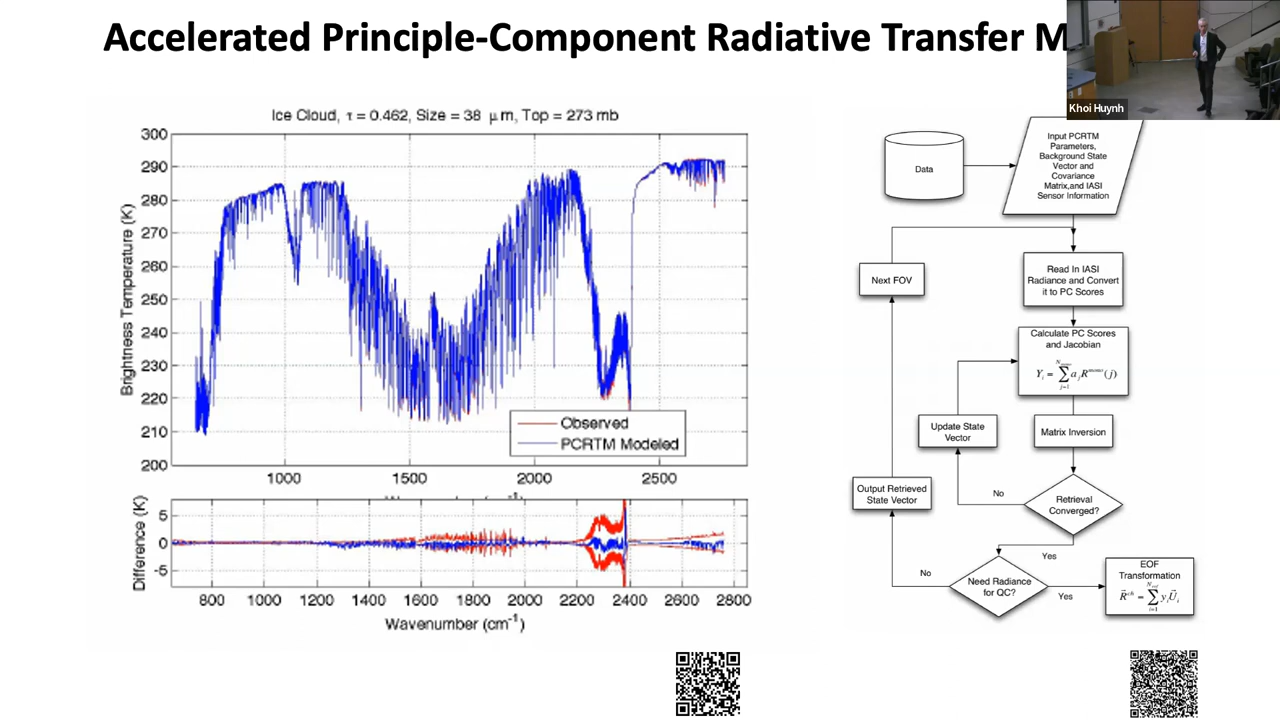 Accelerated Principle-Component Radiative Transfer M
Khoi Huynh
Ice Cloud, τ = 0.462, Size = 38 μm, Top = 273 mb
Brightness Temperature (K)
300
290
280
270
260
250
240
230
220
210
200
Observed
PCRTM Modeled
1000
1500
2000
2500
Difference (K)
5
0
-5
800
1000
1200
1400
1600
1800
2000
2200
2400
2600
2800
Wavenumber (cm⁻¹)
Data
Input PCRTM
Parameters,
Background State
Vector and
Covariance
Matrix,and IASI
Sensor Information
Next FOV
Read In IASI
Radiance and Convert
it to PC Scores
Calculate PC Scores
and Jacobian
Update State
Vector
Matrix Inversion
Output Retrieved
State Vector
No
Retrieval
Converged?
Yes
No
Need Radiance
for QC?
Yes
EOF
Transformation